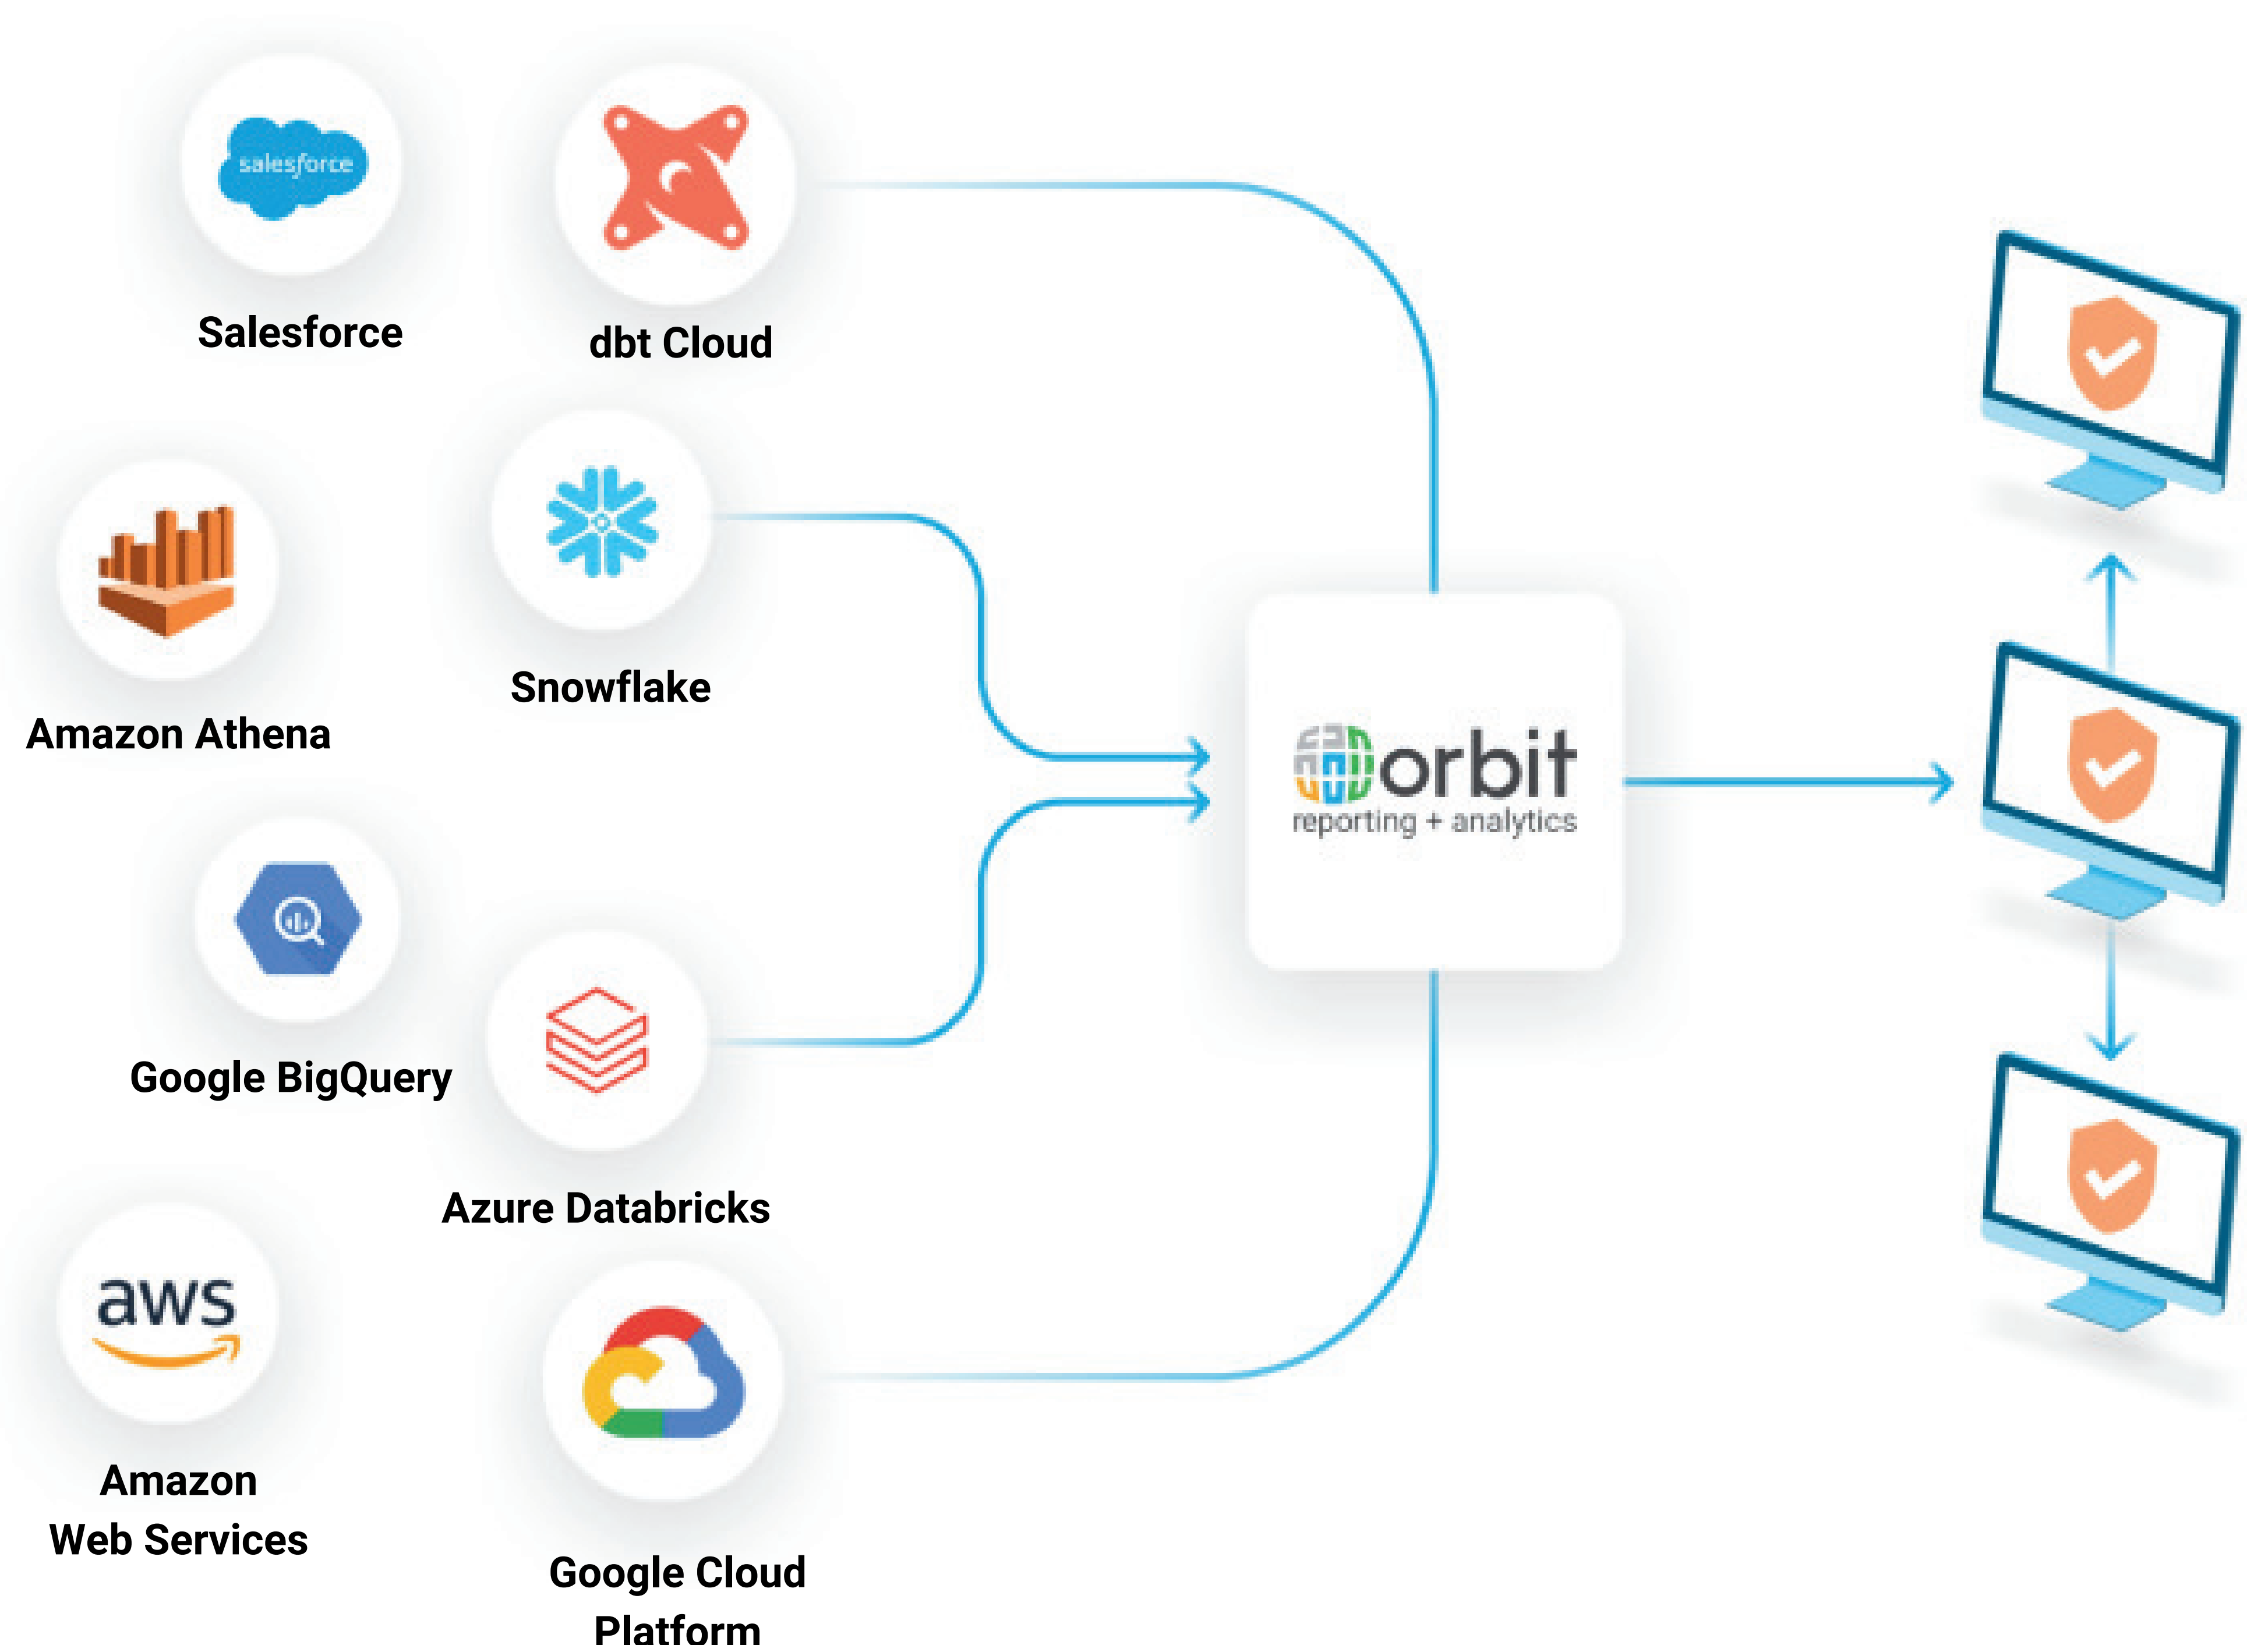 salesforce
Salesforce
dbt Cloud
Amazon Athena
Snowflake
orbit
reporting + analytics
Google BigQuery
Azure Databricks
aws
Amazon
Web Services
Google Cloud
Platform